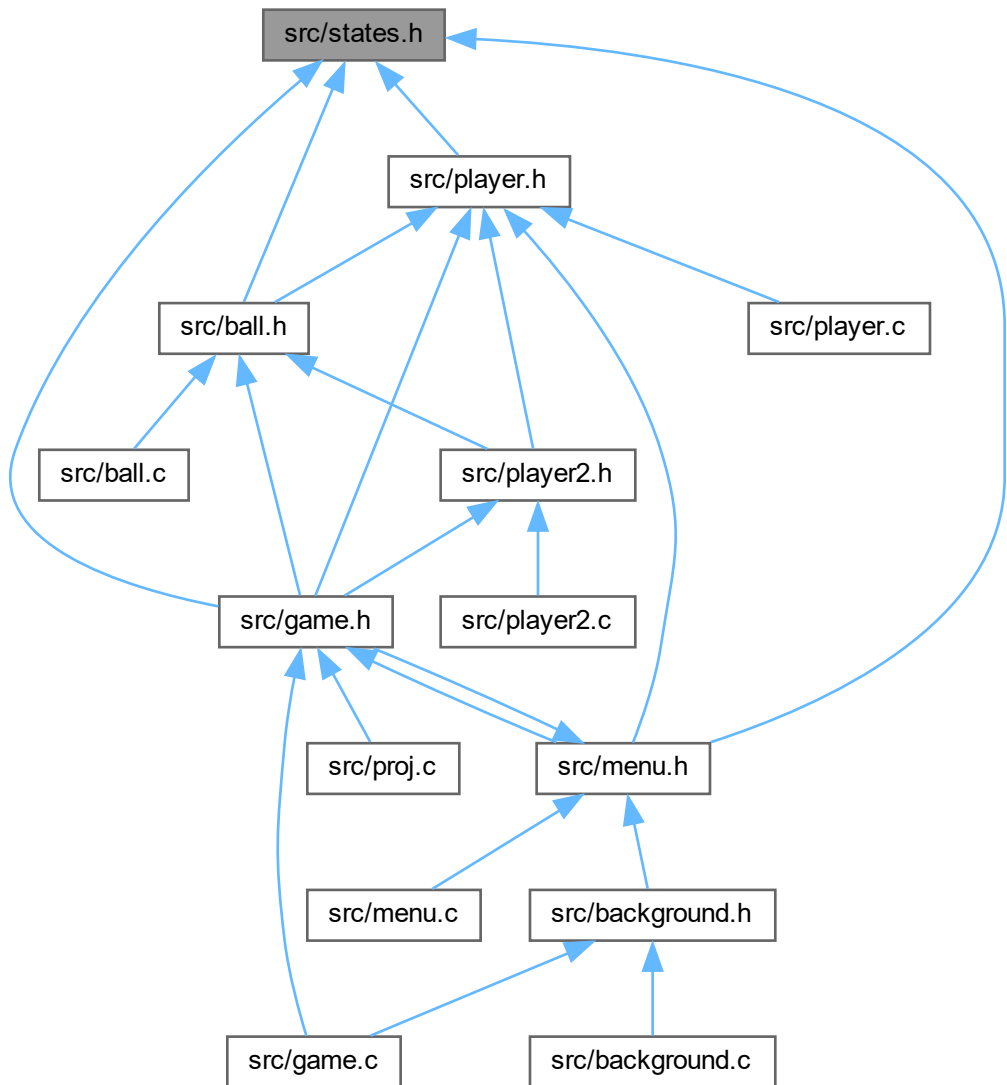 src/states.h
src/player.h
src/ball.h
src/player.c
src/ball.c
src/player2.h
src/game.h
src/player2.c
src/proj.c
src/menu.h
src/menu.c
src/background.h
src/game.c
src/background.c